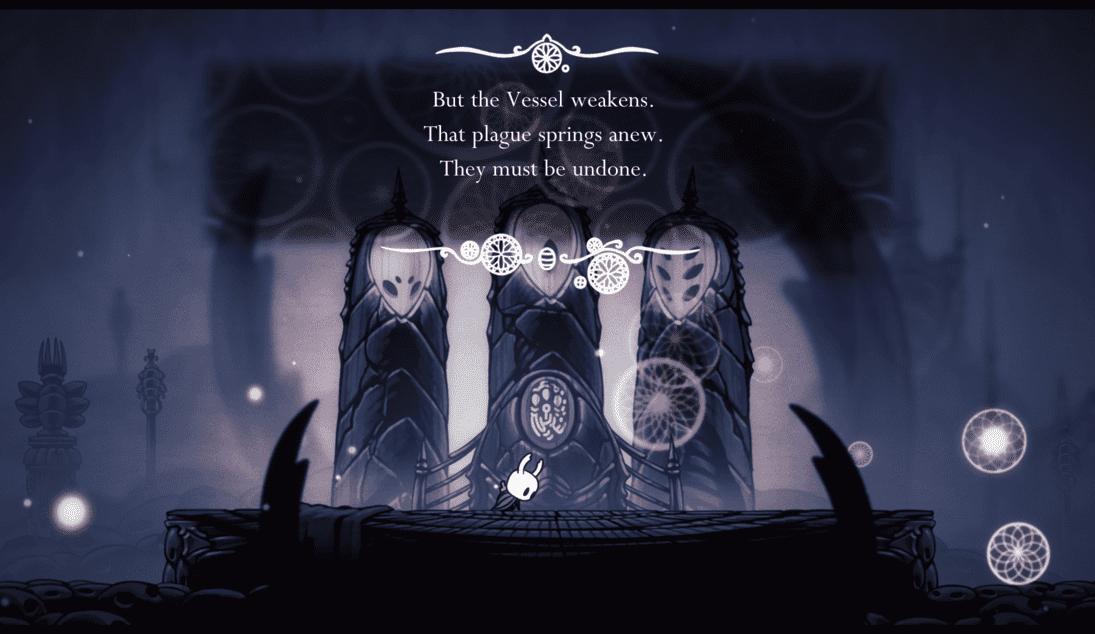 But the Vessel weakens.
That plague springs anew.
They must be undone.